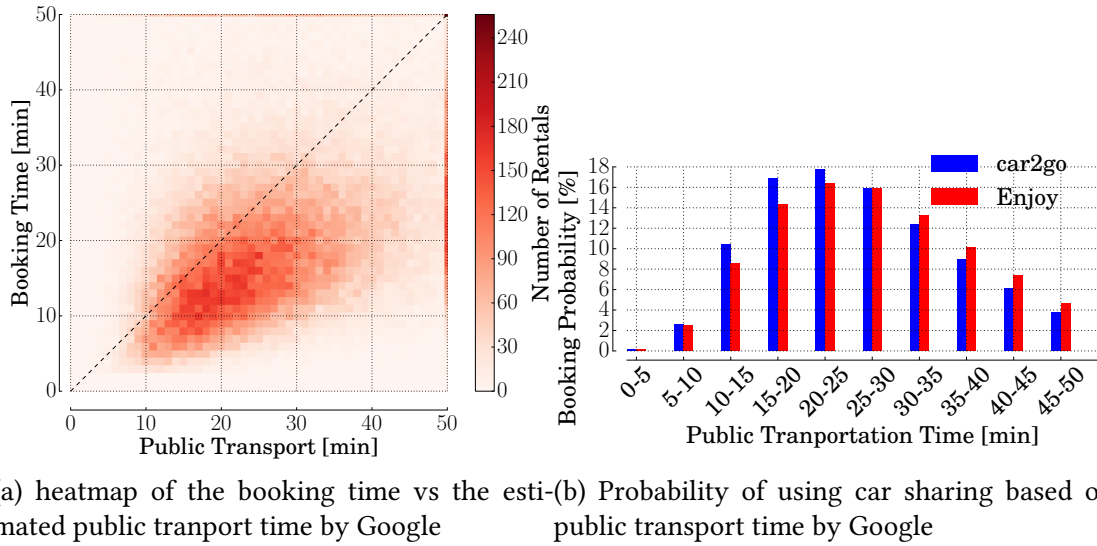 50
40
30
20
10
0
Booking Time [min]
0 10 20 30 40 50
Public Transport [min]
240
210
180
150
120
90
60
30
0
Number of Rentals
18
16
14
12
10
8
6
4
2
0
Booking Probability [%]
car2go
Enjoy
0-5 5-10 10-15 15-20 20-25 25-30 30-35 35-40 40-45 45-50
Public Tranportation Time [min]
a) heatmap of the booking time vs the esti-
mated public tranport time by Google
(b) Probability of using car sharing based o
public transport time by Google